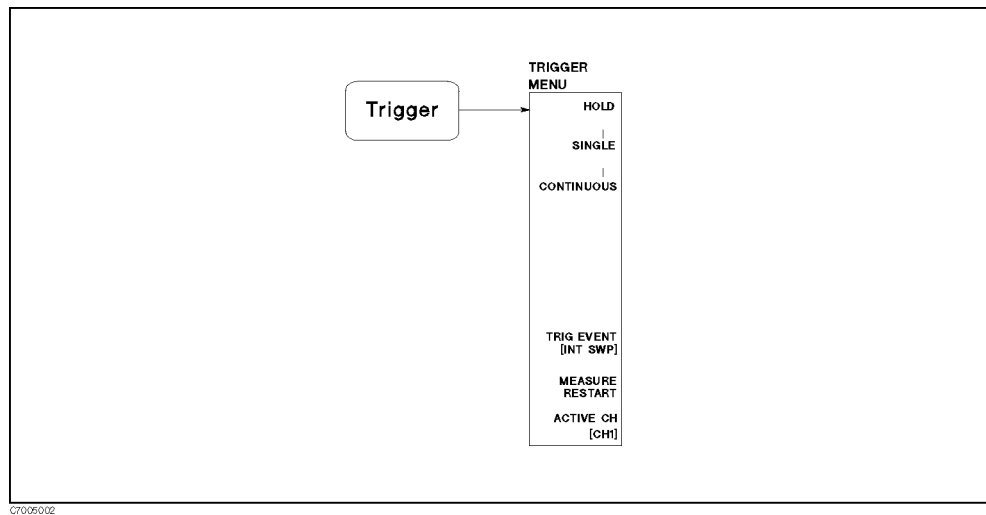 TRIGGER
MENU
Trigger
HOLD
SINGLE
CONTINUOUS
TRIG EVENT
[INT SWP]
MEASURE
RESTART
ACTIVE CH
[CH1]
C7005002